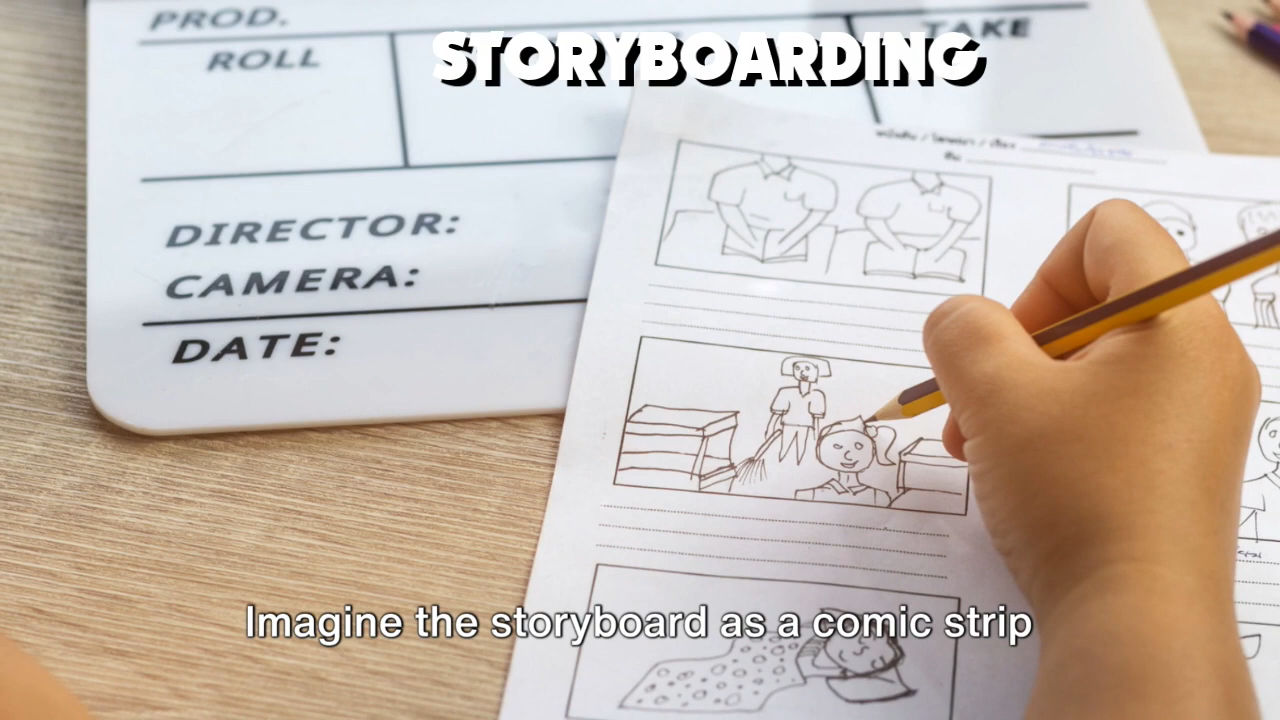 PROD.
STORYBOARDING
ROLL
TAKE
DIRECTOR:
CAMERA:
DATE:
Imagine the storyboard as a comic strip